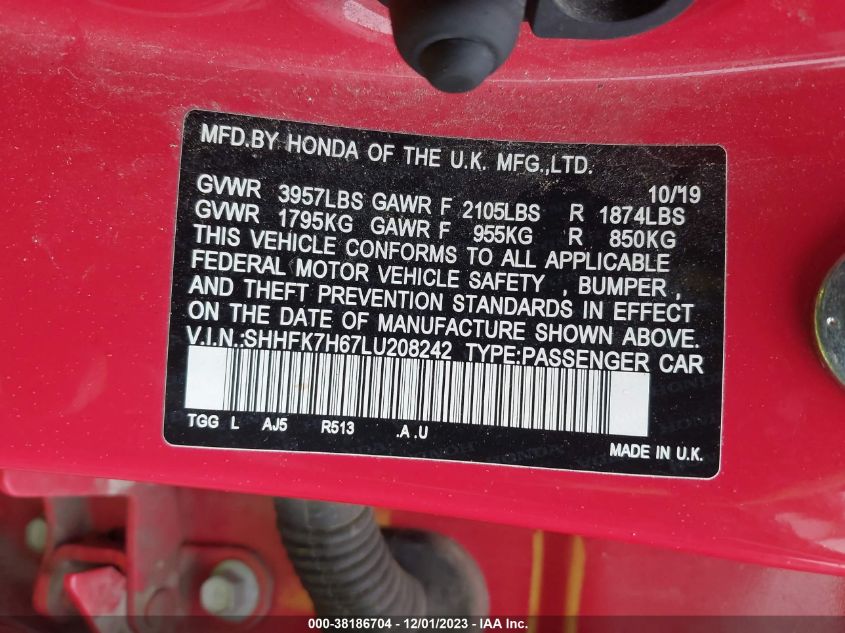 MFD.BY HONDA OF THE U.K. MFG.,LTD.
10/'19
GVWR 3957LBS GAWR F 2105LBS R 1874LBS
GVWR 1795KG GAWR F 955KG R 850KG
THIS VEHICLE CONFORMS TO ALL APPLICABLE
FEDERAL MOTOR VEHICLE SAFETY , BUMPER ,
AND THEFT PREVENTION STANDARDS IN EFFECT
ON THE DATE OF MANUFACTURE SHOWN ABOVE.
V.I.N.:SHHFK7H67LU208242 TYPE:PASSENGER CAR
TGG L AJ5 R513 .A .U
MADE IN U.K.
000-38186704 - 12/01/2023 - IAA Inc.